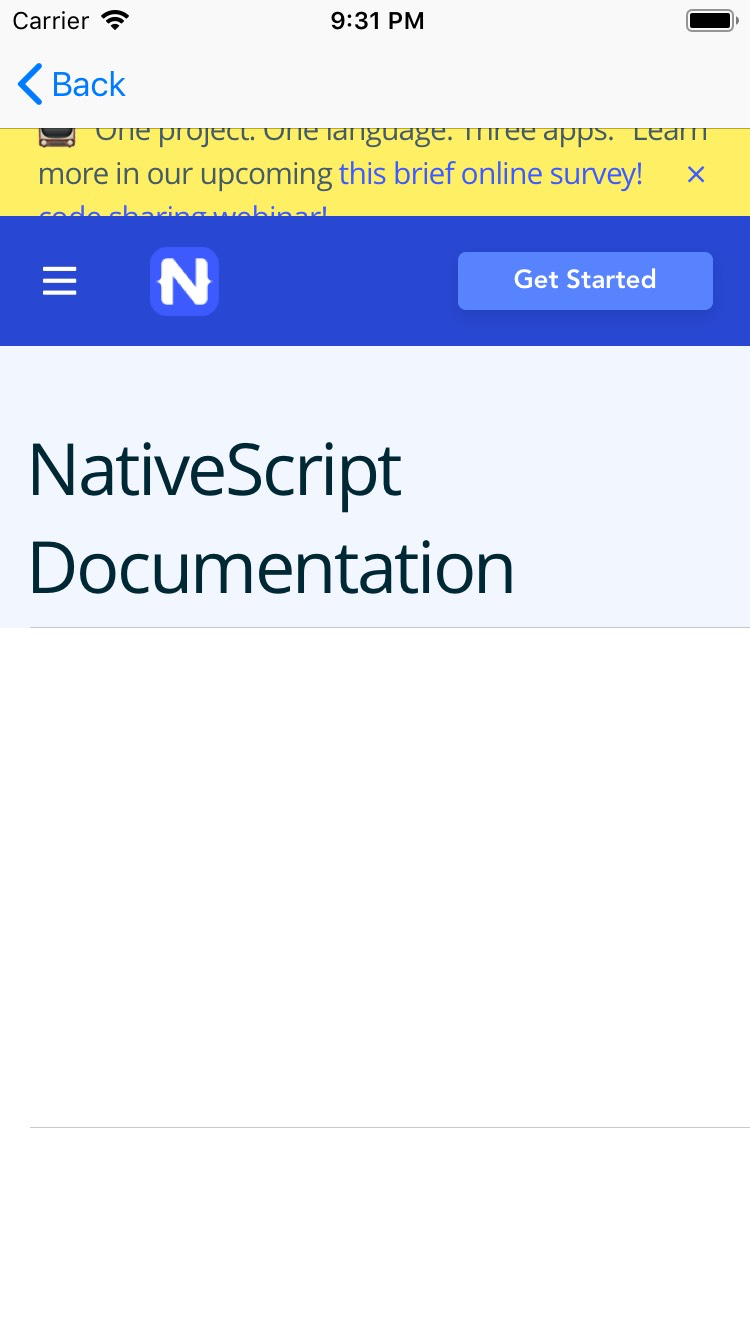 Carrier 9:31 PM
Back
One project. One language. Three apps. Learn
more in our upcoming this brief online survey! ×
code sharing webinar!
N Get Started
NativeScript
Documentation